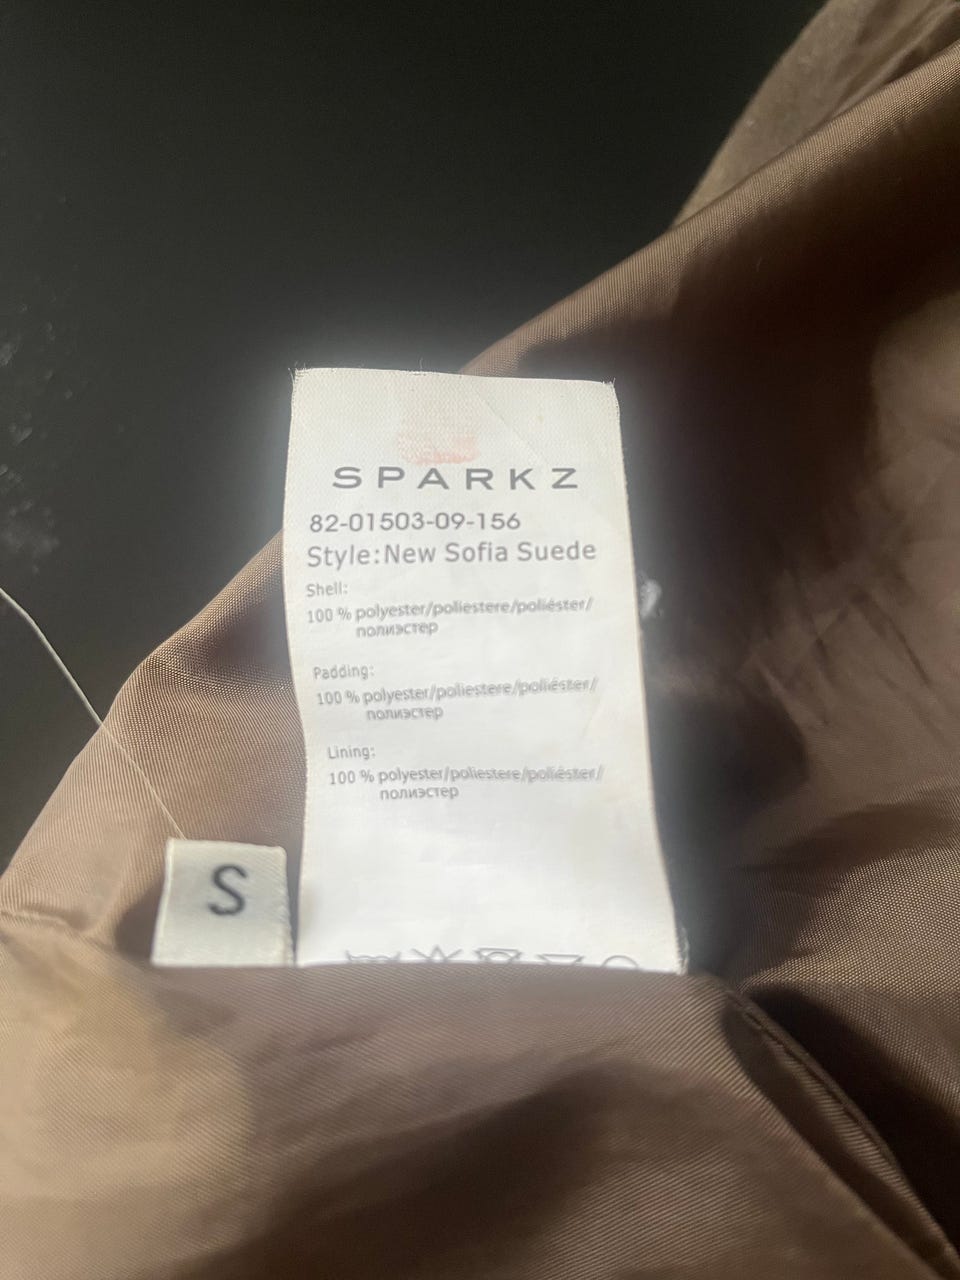 SPARKZ
82-01503-09-156
Style:New Sofia Suede
Shell:
100 % polyester/poliestere/poliéster/
полиэстер
Padding:
100 % polyester/poliestere/poliéster/
полиэстер
Lining:
100 % polyester/poliestere/poliéster/
полиэстер
S